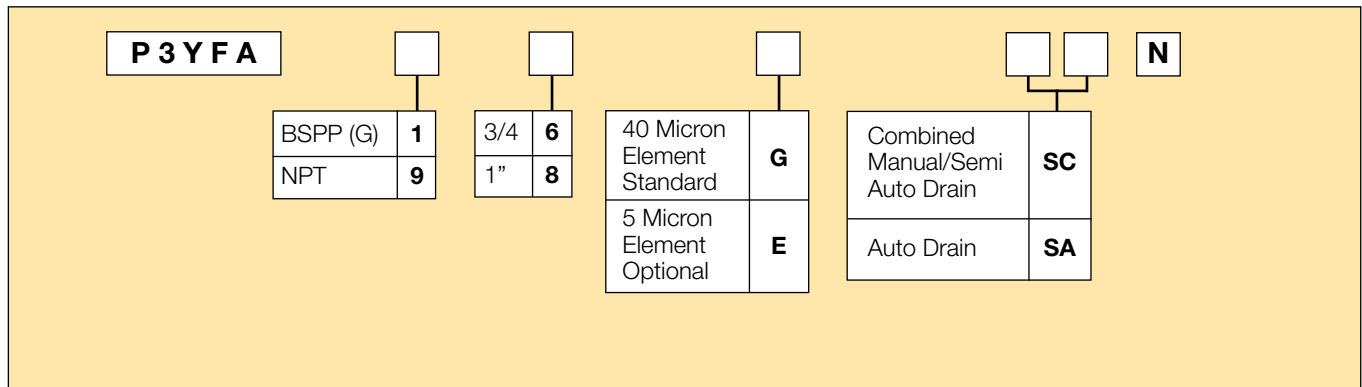 P3YFA N
BSPP (G) 1
NPT 9
3/4 6
1” 8
40 Micron
Element
Standard
G
5 Micron
Element
Optional
E
Combined
Manual/Semi
Auto Drain
SC
Auto Drain SA